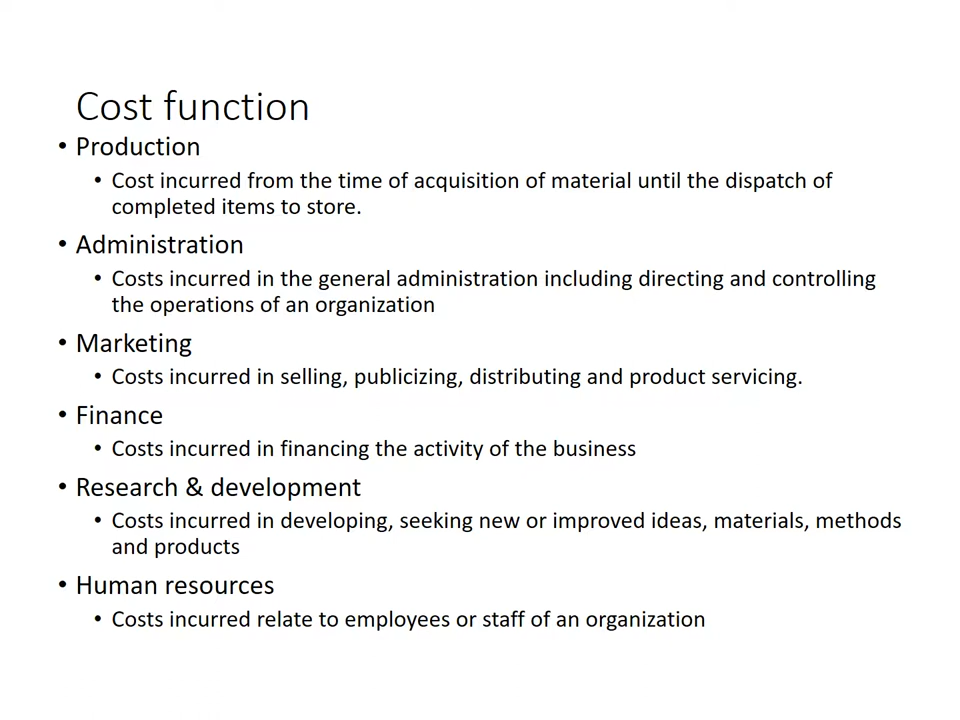 Cost function
• Production
• Cost incurred from the time of acquisition of material until the dispatch of
completed items to store.
• Administration
• Costs incurred in the general administration including directing and controlling
the operations of an organization
• Marketing
• Costs incurred in selling, publicizing, distributing and product servicing.
• Finance
• Costs incurred in financing the activity of the business
• Research & development
• Costs incurred in developing, seeking new or improved ideas, materials, methods
and products
• Human resources
• Costs incurred relate to employees or staff of an organization